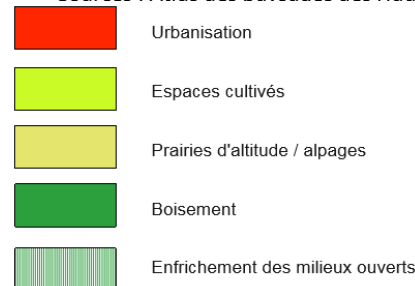 Urbanisation
Espaces cultivés
Prairies d'altitude / alpages
Boisement
Enfrichement des milieux ouverts